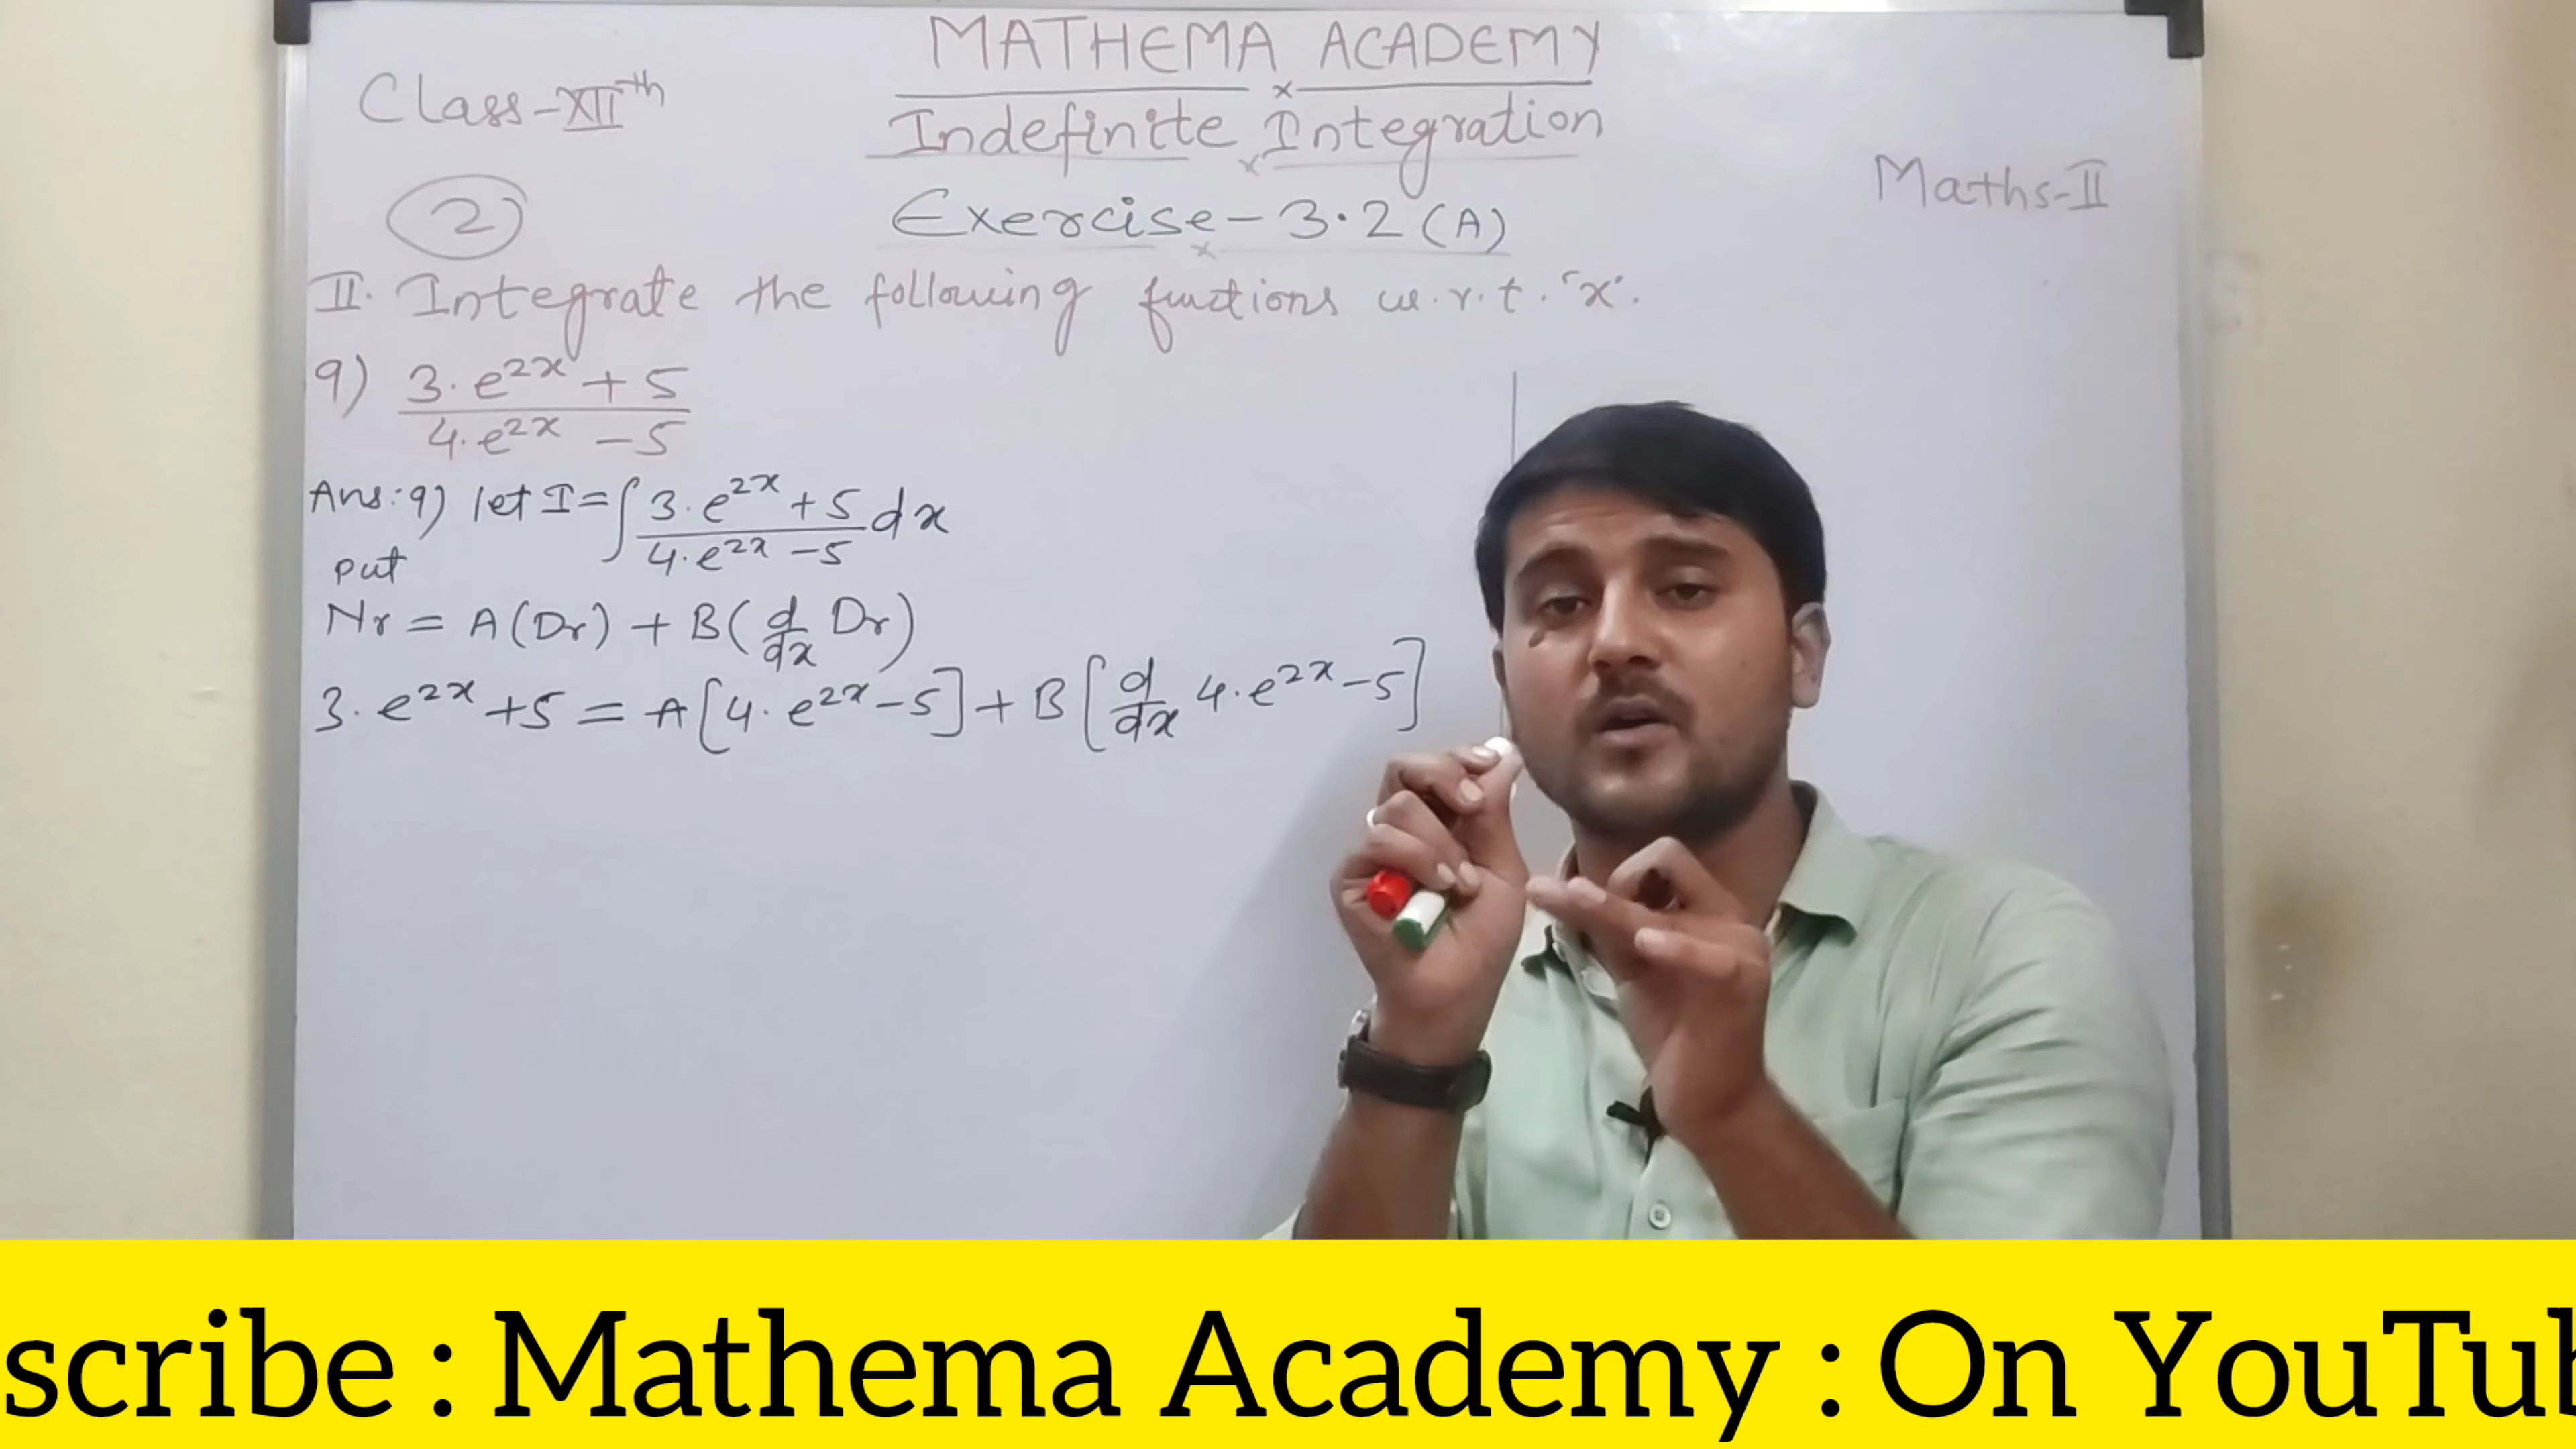 MATHEMA ACADEMY
Class-XIIth
Indefinite Integration
Maths-II
2
Exercise-3.2 (A)
II. Integrate the following functions w.r.t. 'x'.
9) 3·e^2x + 5
4·e^2x - 5
Ans:9) let I = ∫ 3·e^2x + 5 / 4·e^2x - 5 dx
put
Nr = A(Dr) + B(d/dx Dr)
3·e^2x + 5 = A[4·e^2x - 5] + B[d/dx 4·e^2x - 5]
scribe : Mathema Academy : On YouTub